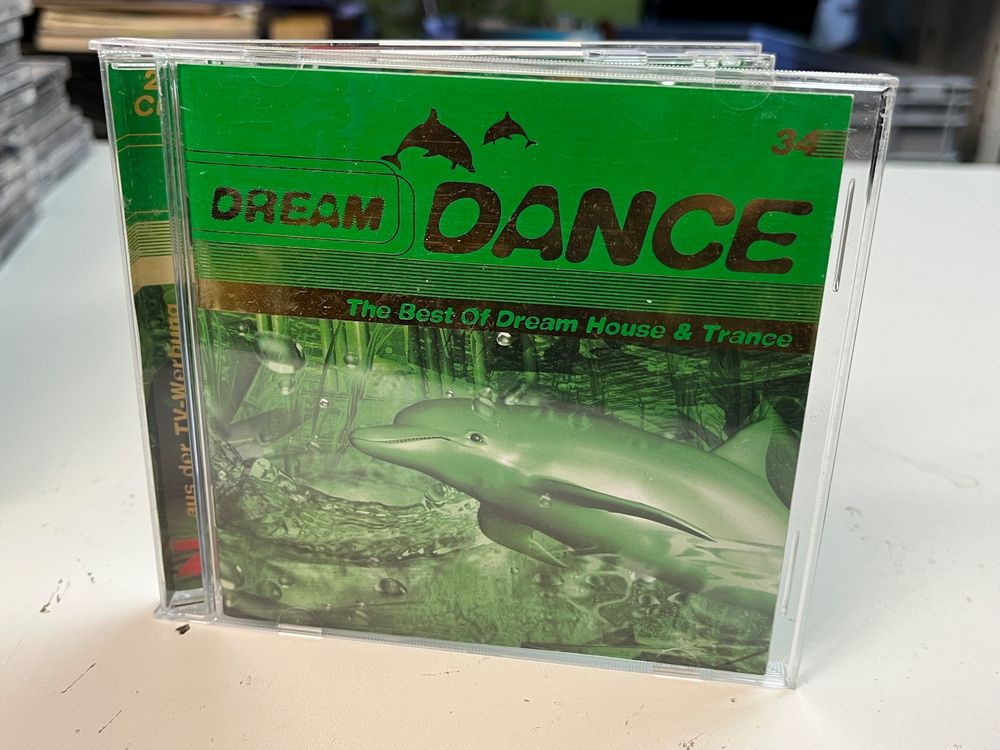 34
DREAM DANCE
The Best Of Dream House & Trance
aus der TV-Werbung